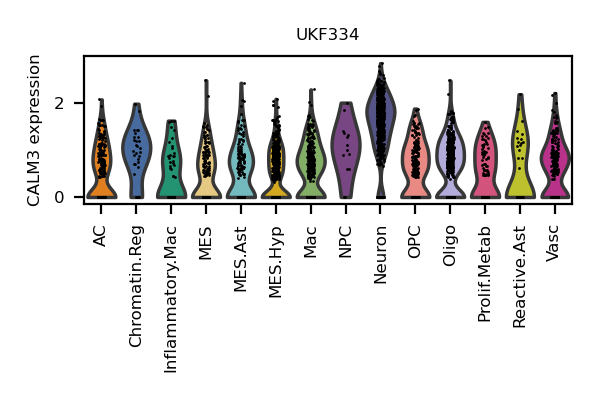 UKF334
CALM3 expression
2
0
AC
Chromatin.Reg
Inflammatory.Mac
MES
MES.Ast
MES.Hyp
Mac
NPC
Neuron
OPC
Oligo
Prolif.Metab
Reactive.Ast
Vasc